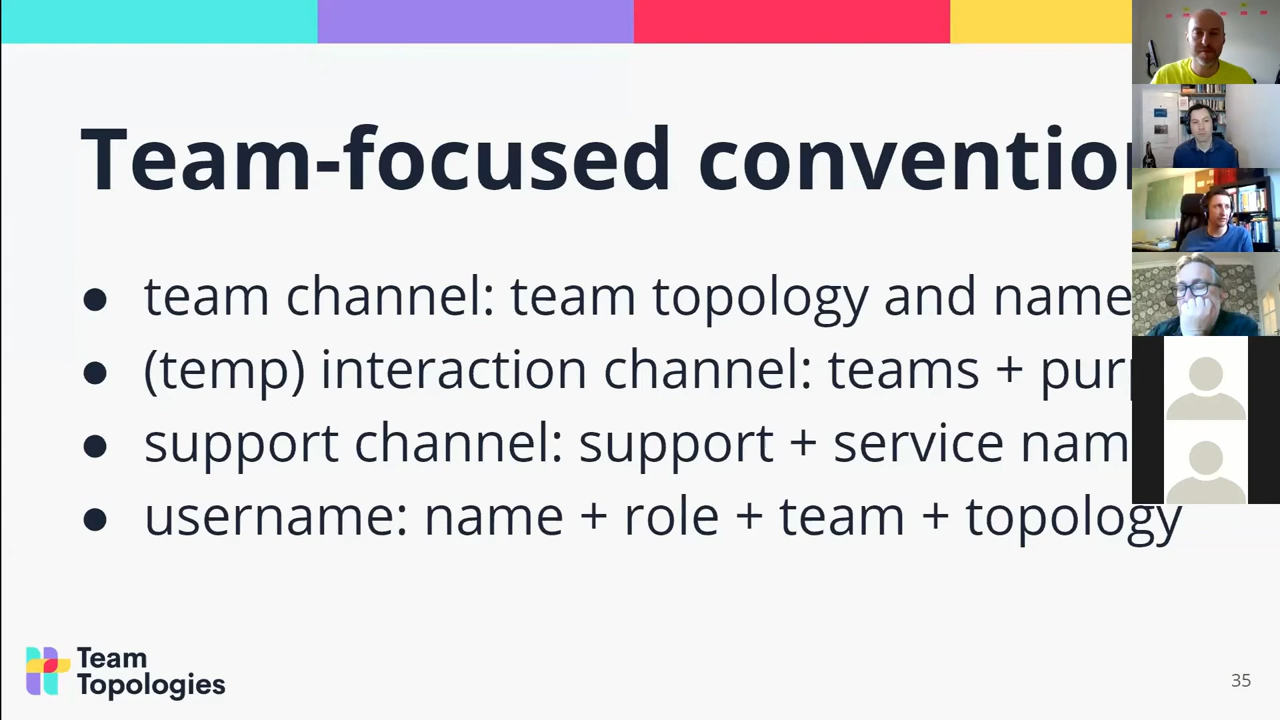 Team-focused convention
● team channel: team topology and name
● (temp) interaction channel: teams + purp
● support channel: support + service nam
● username: name + role + team + topology
Team
Topologies
35